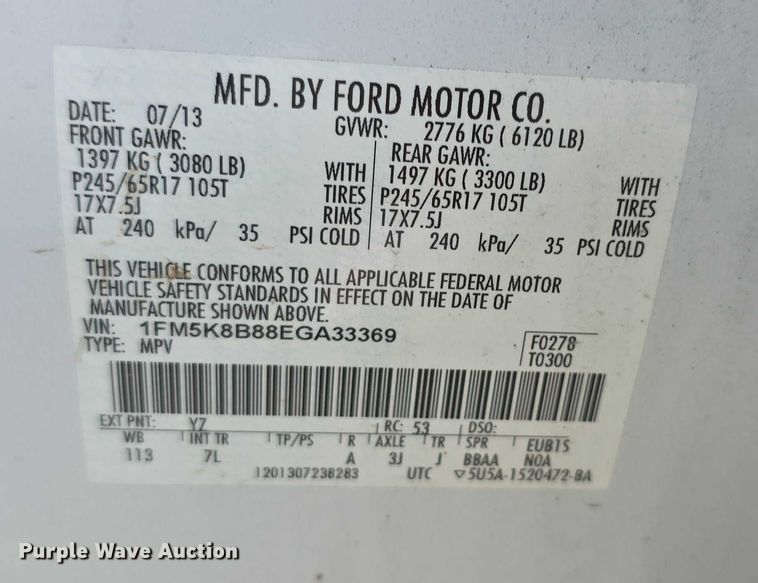 MFD. BY FORD MOTOR CO.
DATE: 07/13 GVWR: 2776 KG ( 6120 LB)
FRONT GAWR: REAR GAWR:
1397 KG ( 3080 LB) WITH 1497 KG ( 3300 LB) WITH
P245/65R17 105T TIRES P245/65R17 105T TIRES
17X7.5J RIMS 17X7.5J RIMS
AT 240 kPa/ 35 PSI COLD AT 240 kPa/ 35 PSI COLD
THIS VEHICLE CONFORMS TO ALL APPLICABLE FEDERAL MOTOR
VEHICLE SAFETY STANDARDS IN EFFECT ON THE DATE OF
MANUFACTURE SHOWN ABOVE.
VIN: 1FM5K8B88EGA33369 F0278
TYPE: MPV T0300
EXT PNT: YZ RC: 53 DSO:
WB INT TR TP/PS R AXLE TR SPR EUB15
113 7L A 3J J BBAA NOA
1201307238283 UTC ▽5U5A-1520472-BA
Purple Wave Auction